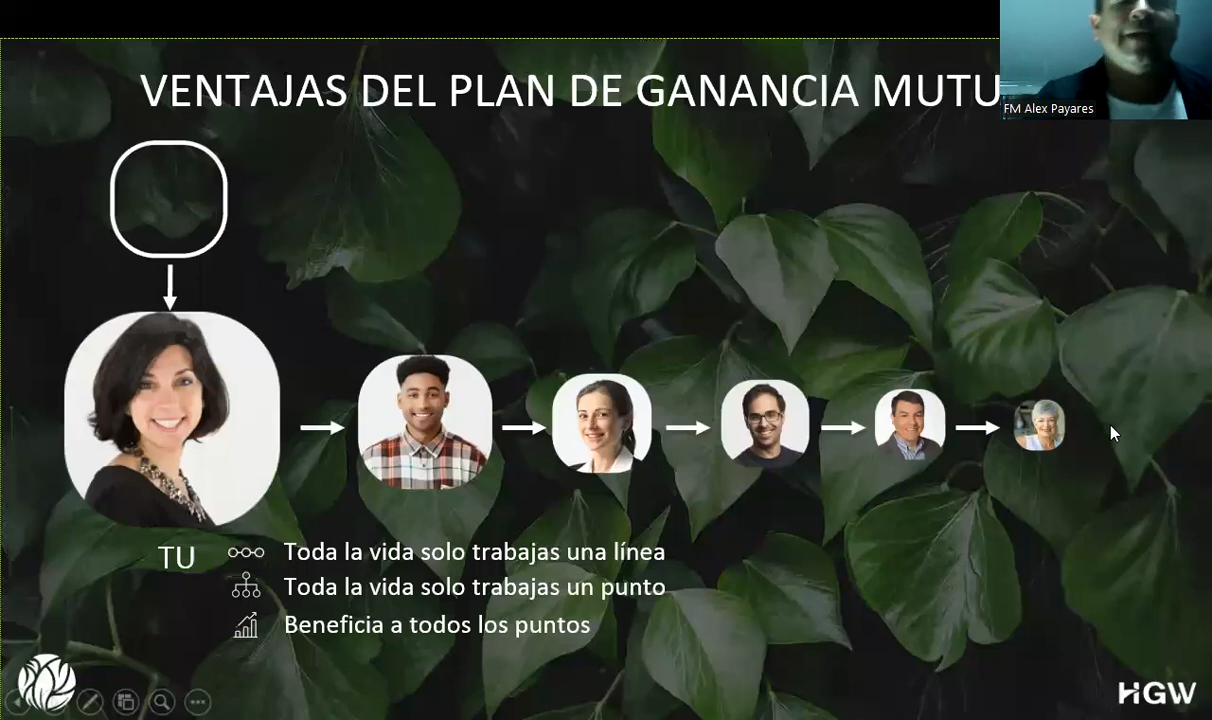 VENTAJAS DEL PLAN DE GANANCIA MUTU
FM Alex Payares
TU
Toda la vida solo trabajas una línea
Toda la vida solo trabajas un punto
Beneficia a todos los puntos
HGW